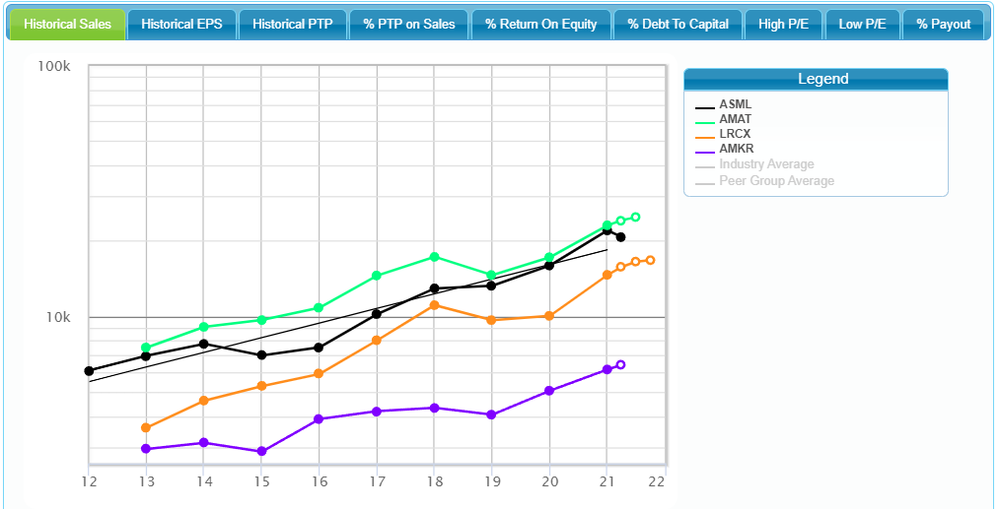 Historical Sales Historical EPS Historical PTP % PTP on Sales % Return On Equity % Debt To Capital High P/E Low P/E % Payout
100k
10k
12 13 14 15 16 17 18 19 20 21 22
Legend
ASML
AMAT
LRCX
AMKR
Industry Average
Peer Group Average